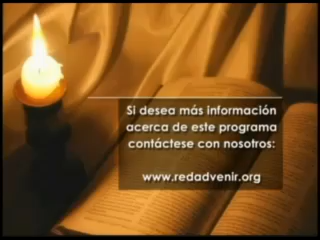 Si desea más información
acerca de este programa
contáctese con nosotros:
www.redadvenir.org